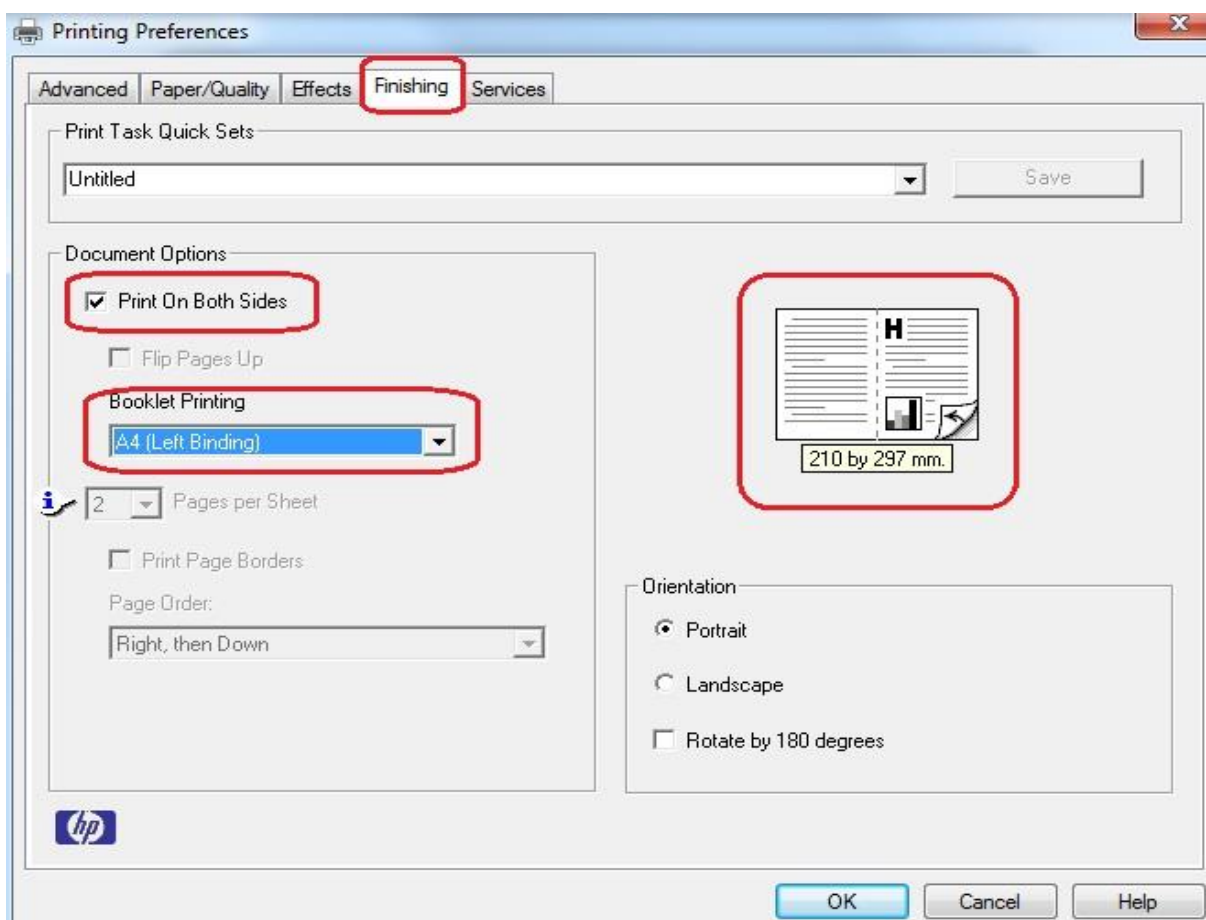 Printing Preferences
X
Advanced Paper/Quality Effects Finishing Services
Print Task Quick Sets
Untitled
Save
Document Options
Print On Both Sides
Flip Pages Up
Booklet Printing
A4 (Left Binding)
i
2 Pages per Sheet
Print Page Borders
Page Order:
Right, then Down
H
210 by 297 mm.
Orientation
Portrait
Landscape
Rotate by 180 degrees
hp
OK Cancel Help